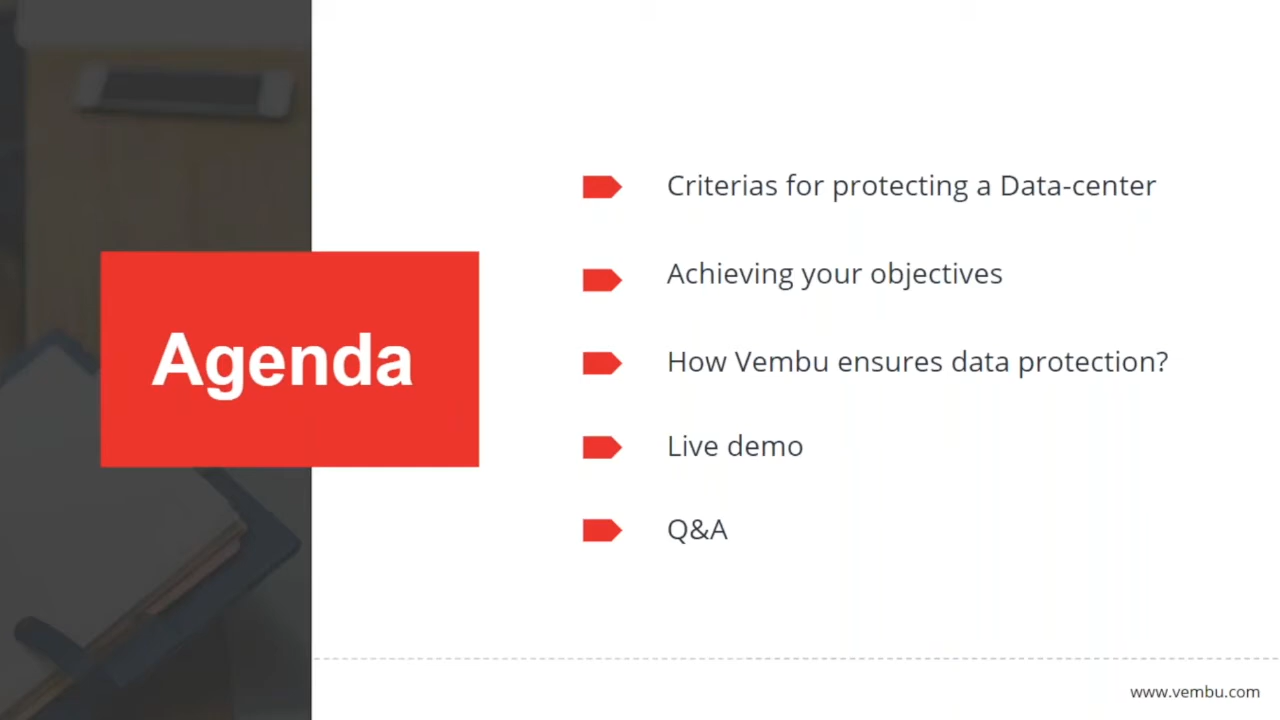 Agenda
Criterias for protecting a Data-center
Achieving your objectives
How Vembu ensures data protection?
Live demo
Q&A
www.vembu.com